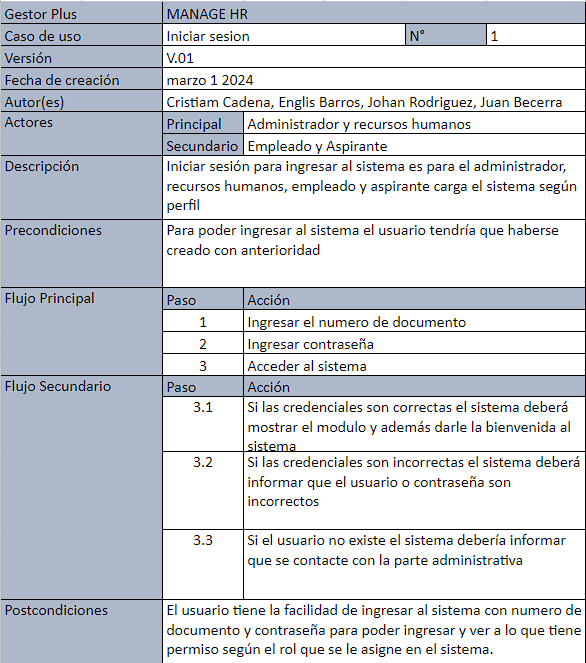 Gestor Plus MANAGE HR
Caso de uso Iniciar sesion N° 1
Versión V.01
Fecha de creación marzo 1 2024
Autor(es) Cristiam Cadena, Englis Barros, Johan Rodriguez, Juan Becerra
Actores Principal Administrador y recursos humanos
Secundario Empleado y Aspirante
Descripción Iniciar sesión para ingresar al sistema es para el administrador,
recursos humanos, empleado y aspirante carga el sistema según
perfil
Precondiciones Para poder ingresar al sistema el usuario tendría que haberse
creado con anterioridad
Flujo Principal Paso Acción
1 Ingresar el numero de documento
2 Ingresar contraseña
3 Acceder al sistema
Flujo Secundario Paso Acción
3.1 Si las credenciales son correctas el sistema deberá
mostrar el modulo y además darle la bienvenida al
sistema
3.2 Si las credenciales son incorrectas el sistema deberá
informar que el usuario o contraseña son
incorrectos
3.3 Si el usuario no existe el sistema debería informar
que se contacte con la parte administrativa
Postcondiciones El usuario tiene la facilidad de ingresar al sistema con numero de
documento y contraseña para poder ingresar y ver a lo que tiene
permiso según el rol que se le asigne en el sistema.